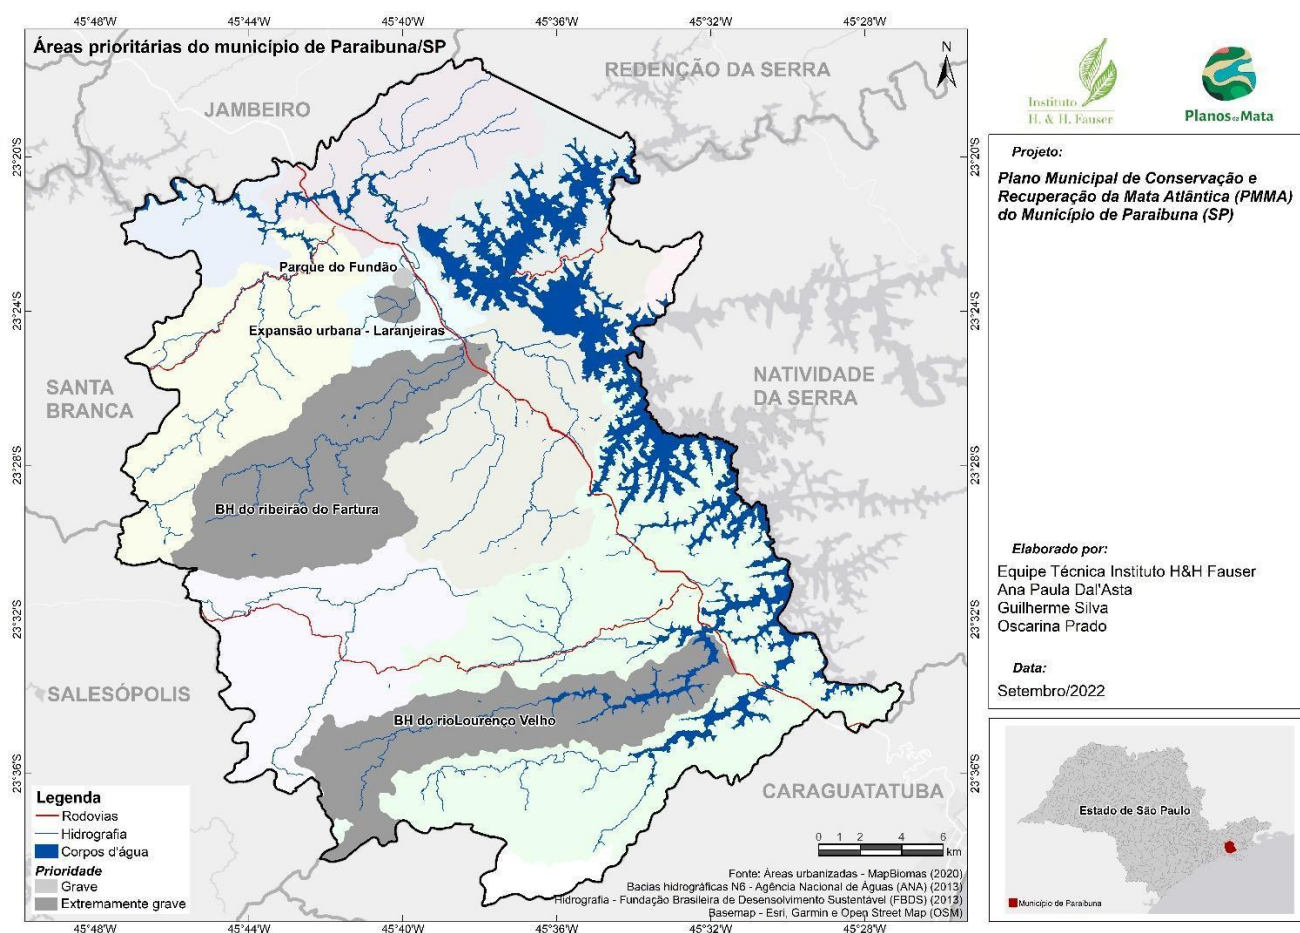 45°48'W 45°44'W 45°40'W 45°36'W 45°32'W 45°28'W
Áreas prioritárias do município de Paraibuna/SP
N
REDENÇÃO DA SERRA
JAMBEIRO
23°20'S
23°20'S
Parque do Fundão
23°24'S
23°24'S
Expansão urbana - Laranjeiras
SANTA
BRANCA
NATIVIDADE
DA SERRA
23°28'S
23°28'S
BH do ribeirão do Fartura
23°32'S
23°32'S
SALESÓPOLIS
BH do rioLourenço Velho
23°36'S
23°36'S
CARAGUATATUBA
Legenda
Rodovias
Hidrografia
Corpos d'água
Prioridade
Grave
Extremamente grave
0 1 2 4 6
km
Fonte: Áreas urbanizadas - MapBiomas (2020)
Bacias hidrográficas N6 - Agência Nacional de Águas (ANA) (2013)
Hidrografia - Fundação Brasileira de Desensolvimento Sustentável (FBDS) (2013)
Basemap - Esri, Garmin e Open Street Map (OSM)
45°48'W 45°44'W 45°40'W 45°36'W 45°32'W 45°28'W
Instituto
H. & H. Fauser
Planos da Mata
Projeto:
Plano Municipal de Conservação e
Recuperação da Mata Atlântica (PMMA)
do Município de Paraibuna (SP)
Elaborado por:
Equipe Técnica Instituto H&H Fauser
Ana Paula Dal'Asta
Guilherme Silva
Oscarina Prado
Data:
Setembro/2022
Estado de São Paulo
Município de Paraibuna